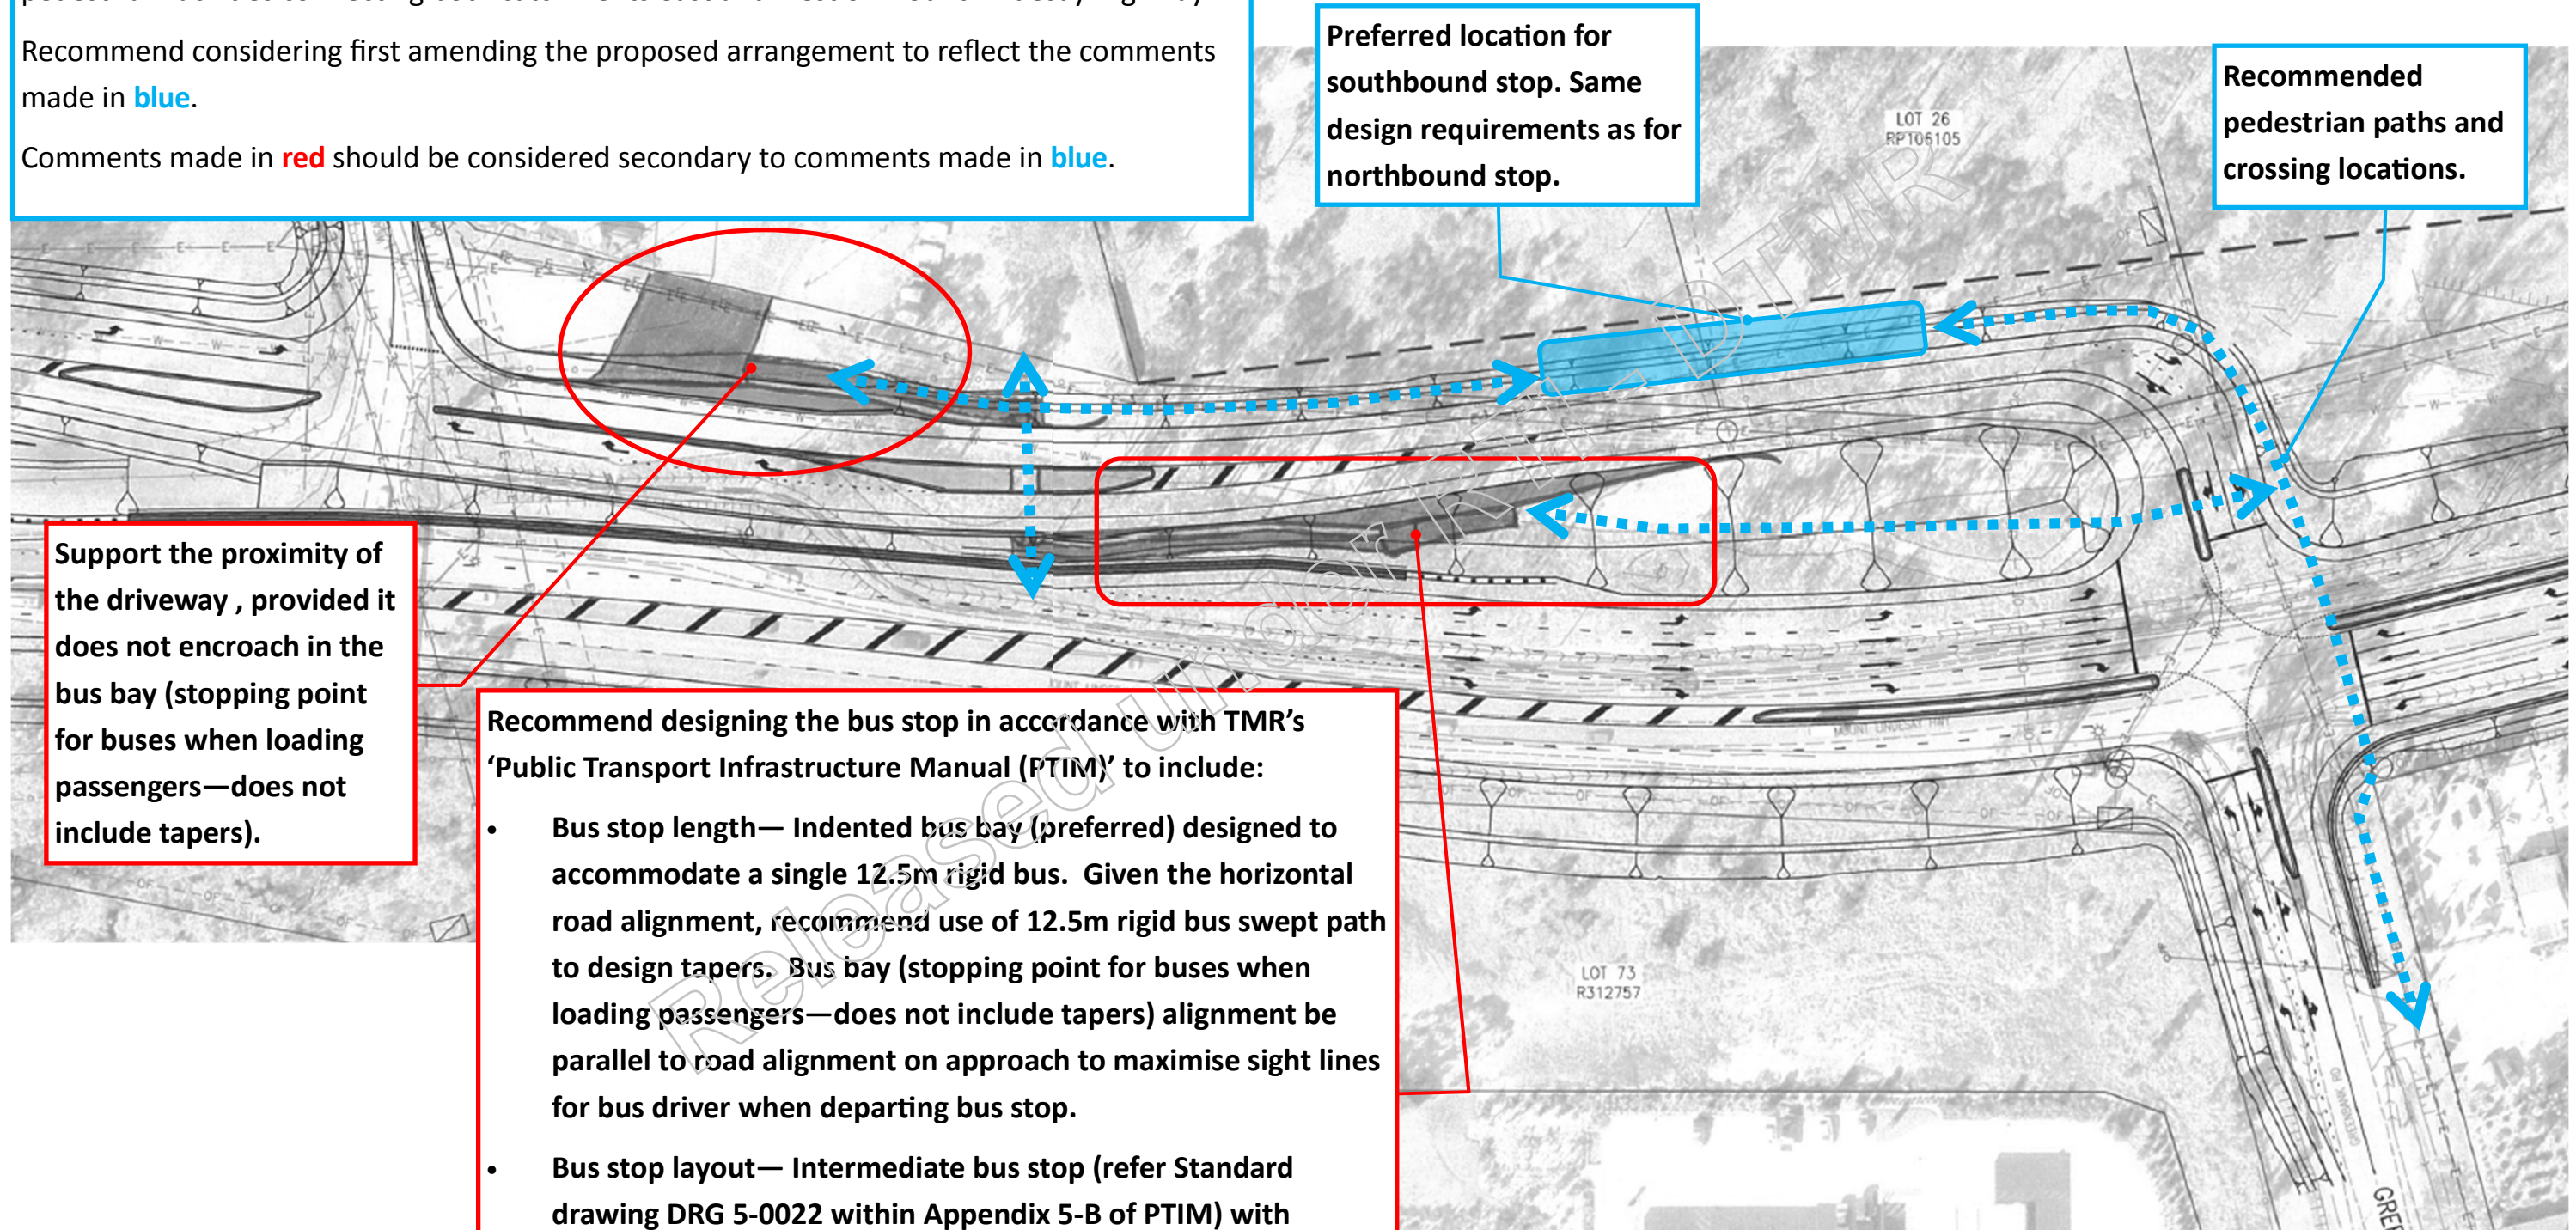 Recommend considering first amending the proposed arrangement to reflect the comments
made in blue.
Comments made in red should be considered secondary to comments made in blue.
Preferred location for
southbound stop. Same
design requirements as for
northbound stop.
Recommended
pedestrian paths and
crossing locations.
LOT 26
RP106105
Support the proximity of
the driveway , provided it
does not encroach in the
bus bay (stopping point
for buses when loading
passengers—does not
include tapers).
Recommend designing the bus stop in accordance with TMR’s
‘Public Transport Infrastructure Manual (PTIM)’ to include:
• Bus stop length— Indented bus bay (preferred) designed to
accommodate a single 12.5m rigid bus. Given the horizontal
road alignment, recommend use of 12.5m rigid bus swept path
to design tapers. Bus bay (stopping point for buses when
loading passengers—does not include tapers) alignment be
parallel to road alignment on approach to maximise sight lines
for bus driver when departing bus stop.
• Bus stop layout— Intermediate bus stop (refer Standard
drawing DRG 5-0022 within Appendix 5-B of PTIM) with
MOUNT LINDESAY HWY
LOT 73
R312757
GREENBANK RD
Released under RTI - DTMR